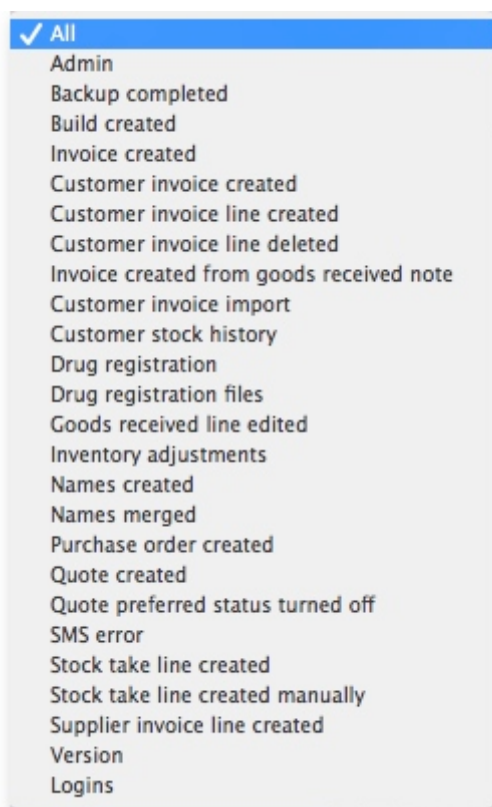 All
Admin
Backup completed
Build created
Invoice created
Customer invoice created
Customer invoice line created
Customer invoice line deleted
Invoice created from goods received note
Customer invoice import
Customer stock history
Drug registration
Drug registration files
Goods received line edited
Inventory adjustments
Names created
Names merged
Purchase order created
Quote created
Quote preferred status turned off
SMS error
Stock take line created
Stock take line created manually
Supplier invoice line created
Version
Logins